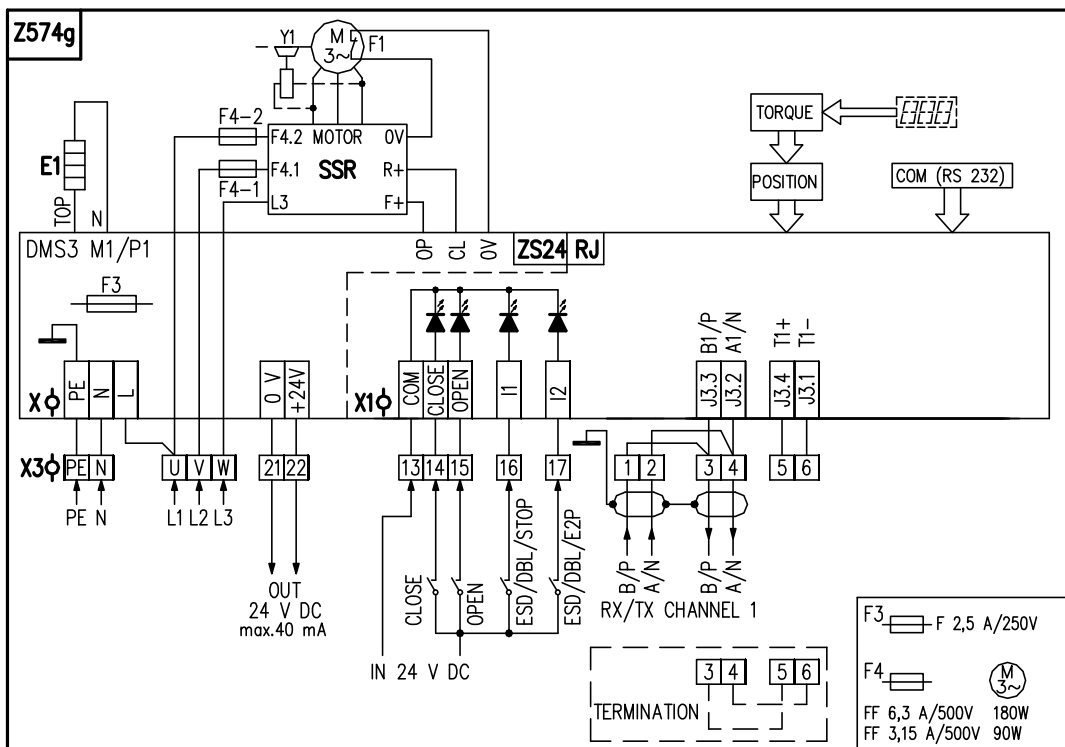 Z574g
Y1
M
3~
F1
F4-2
F4.2 MOTOR 0V
TORQUE
E1
F4.1 SSR R+
F4-1
L3 F+
POSITION
COM (RS 232)
TOP N
OP CL OV
DMS3 M1/P1
ZS24 RJ
F3
B1/P A1/N T1+ T1-
X PE N L
0 V +24V
X1 COM CLOSE OPEN I1 I2
J3.3 J3.2 J3.4 J3.1
X3 PE N U V W 21 22 13 14 15 16 17 1 2 3 4 5 6
PE N L1 L2 L3
OUT
24 V DC
max.40 mA
CLOSE OPEN ESD/DBL/STOP ESD/DBL/E2P
B/P A/N B/P A/N
RX/TX CHANNEL 1
IN 24 V DC
3 4 5 6
TERMINATION
F3 F 2,5 A/250V
F4 M
3~
FF 6,3 A/500V 180W
FF 3,15 A/500V 90W